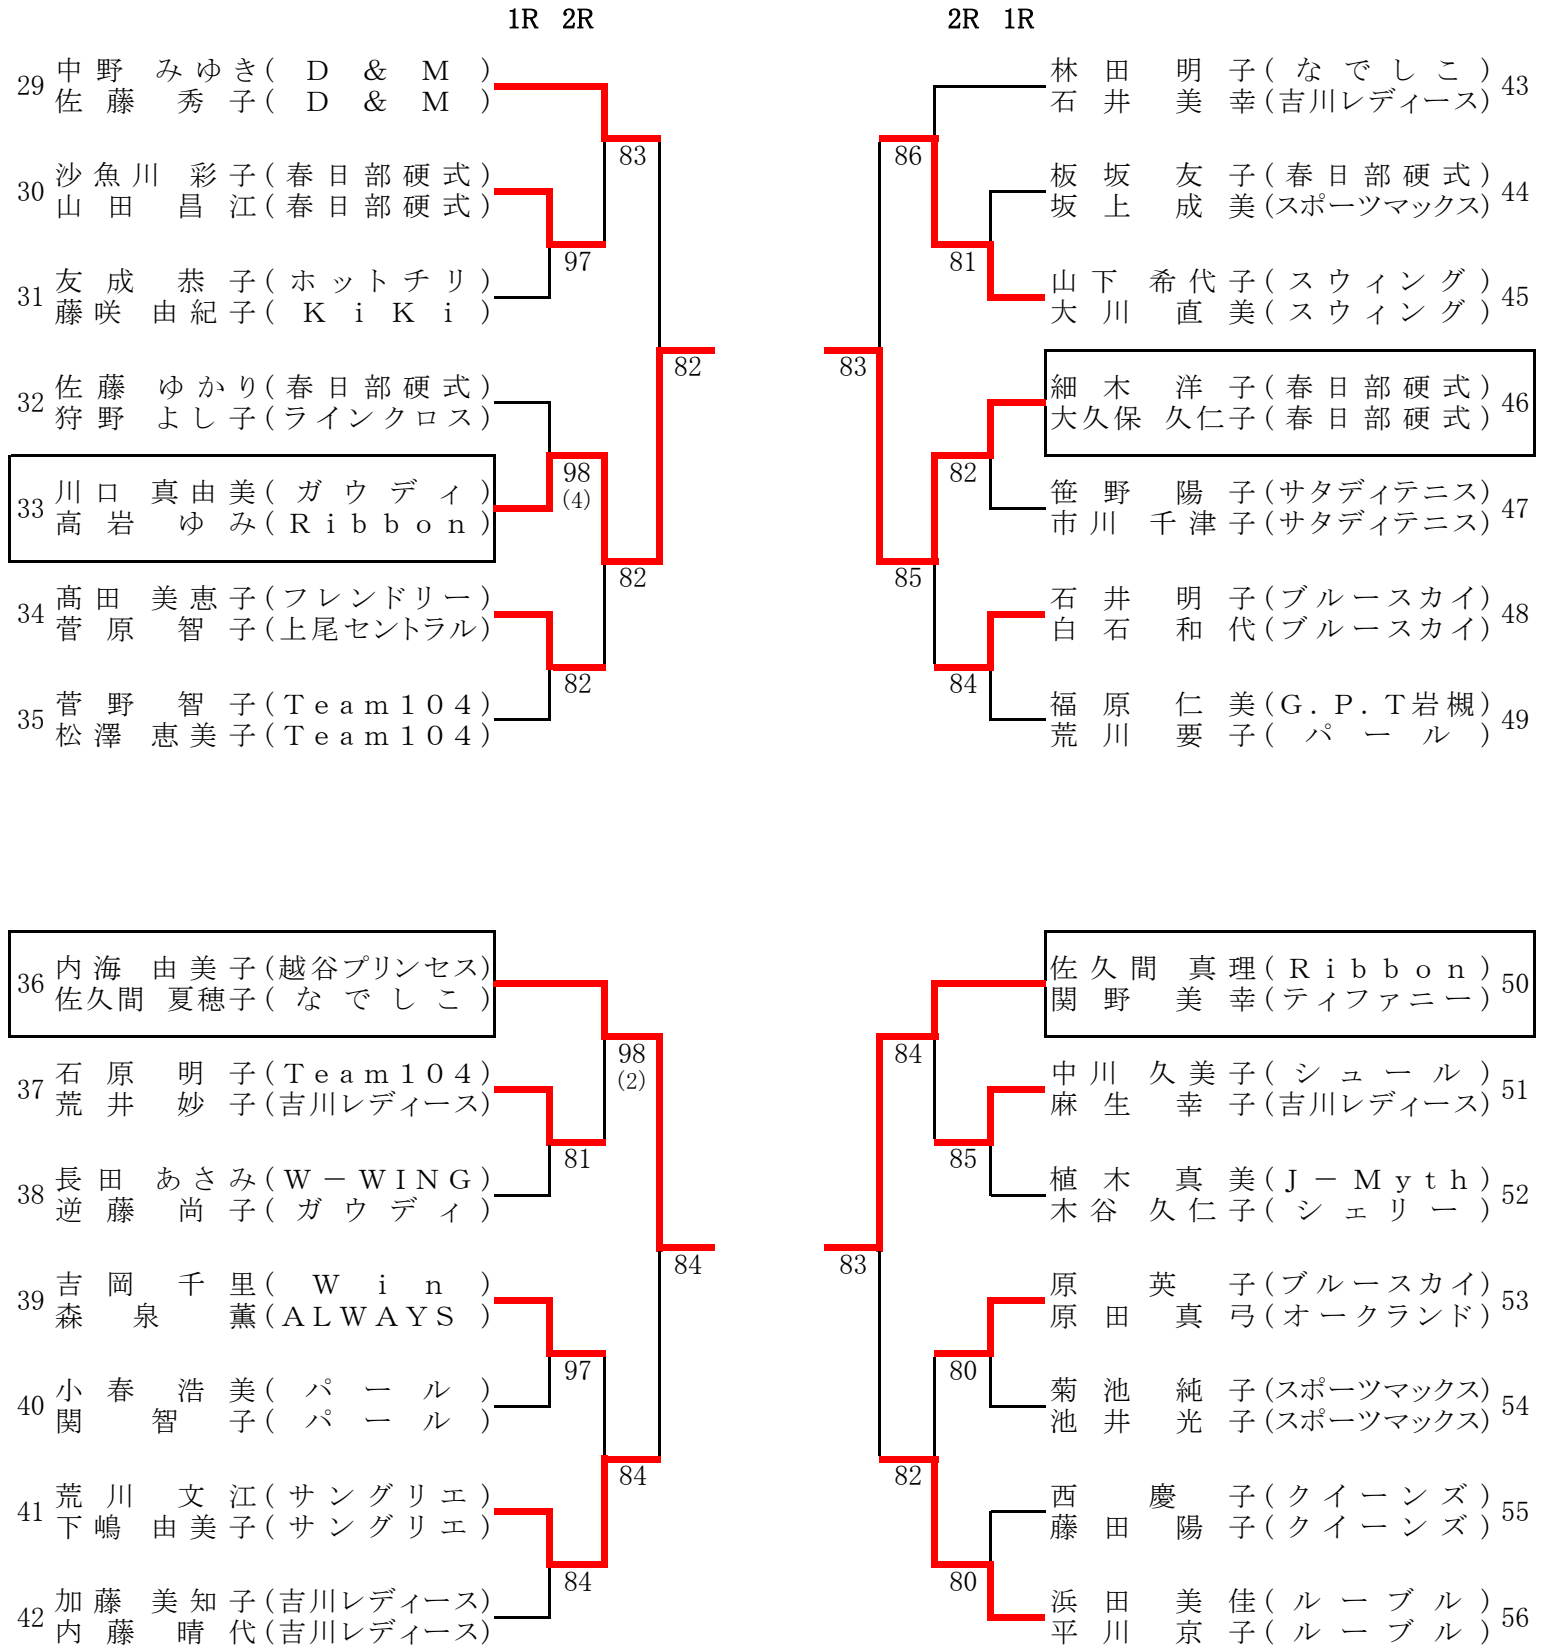 1R 2R
29 中野 みゆき(D & M)
佐藤 秀子(D & M)
83
30 沙魚川 彩子(春日部硬式)
山田 昌江(春日部硬式)
97
31 友成 恭子(ホットチリ)
藤咲 由紀子(KiKi)
82
32 佐藤 ゆかり(春日部硬式)
狩野 よし子(ラインクロス)
98
(4)
33 川口 真由美(ガウディ)
高岩 ゆみ(Ribbon)
82
34 髙田 美恵子(フレンドリー)
菅原 智子(上尾セントラル)
82
35 菅野 智子(Team104)
松澤 恵美子(Team104)
2R 1R
林田 明子(なでしこ) 43
石井 美幸(吉川レディース)
86
板坂 友子(春日部硬式) 44
坂上 成美(スポーツマックス)
81
山下 希代子(スウィング) 45
大川 直美(スウィング)
83
細木 洋子(春日部硬式) 46
大久保 久仁子(春日部硬式)
82
笹野 陽子(サタディテニス) 47
市川 千津子(サタディテニス)
85
石井 明子(ブルースカイ) 48
白石 和代(ブルースカイ)
84
福原 仁美(G.P.T岩槻) 49
荒川 要子(パール)
36 内海 由美子(越谷プリンセス)
佐久間 夏穂子(なでしこ)
98
(2)
37 石原 明子(Team104)
荒井 妙子(吉川レディース)
81
38 長田 あさみ(W－WING)
逆藤 尚子(ガウディ)
84
39 吉岡 千里(Win)
森泉 薫(ALWAYS)
97
40 小春 浩美(パール)
関 智子(パール)
84
41 荒川 文江(サングリエ)
下嶋 由美子(サングリエ)
84
42 加藤 美知子(吉川レディース)
内藤 晴代(吉川レディース)
佐久間 真理(Ribbon) 50
関野 美幸(ティファニー)
84
中川 久美子(シュール) 51
麻生 幸子(吉川レディース)
85
植木 真美(J－Myth) 52
木谷 久仁子(シェリー)
83
原 英子(ブルースカイ) 53
原田 真弓(オークランド)
80
菊池 純子(スポーツマックス) 54
池井 光子(スポーツマックス)
82
西 慶子(クイーンズ) 55
藤田 陽子(クイーンズ)
80
浜田 美佳(ルーブル) 56
平川 京子(ルーブル)